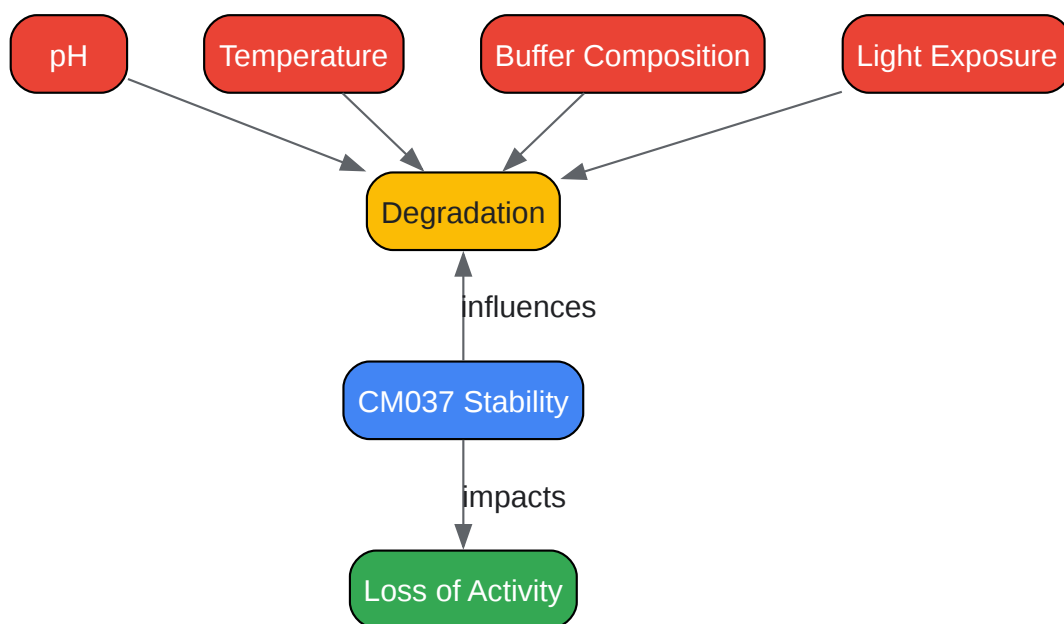 pH
Temperature
Buffer Composition
Light Exposure
Degradation
influences
CM037 Stability
impacts
Loss of Activity